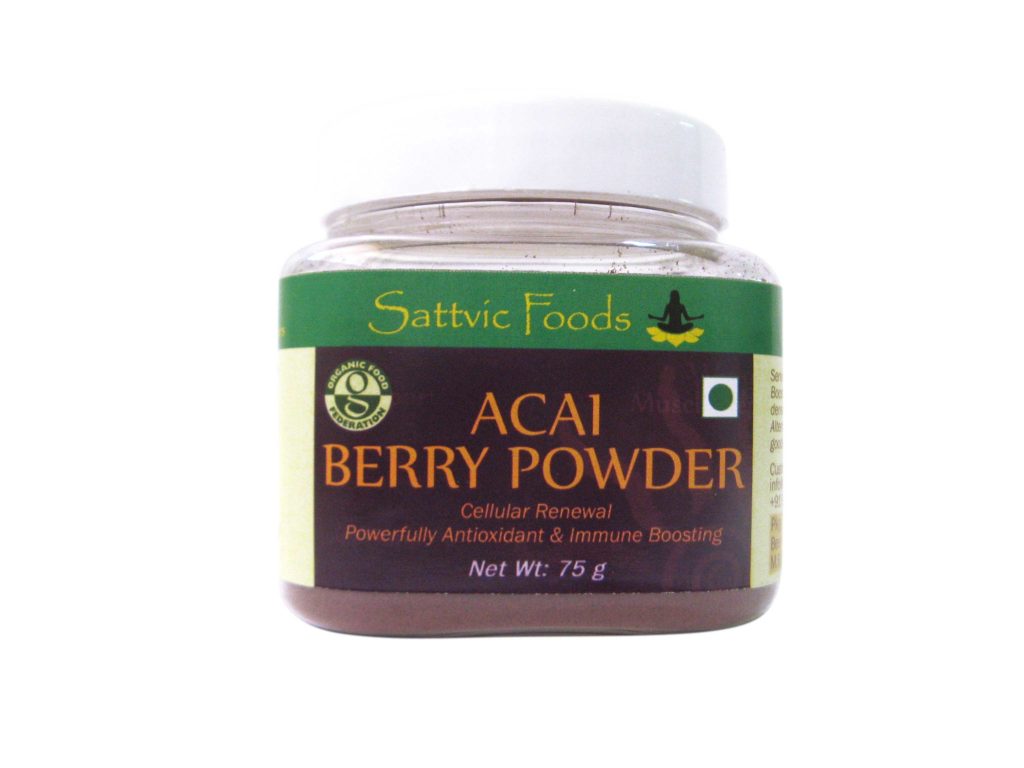 Sattvic Foods
ORGANIC FOOD
g
FEDERATION
ACAI
BERRY POWDER
Cellular Renewal
Powerfully Antioxidant & Immune Boosting
Net Wt: 75 g